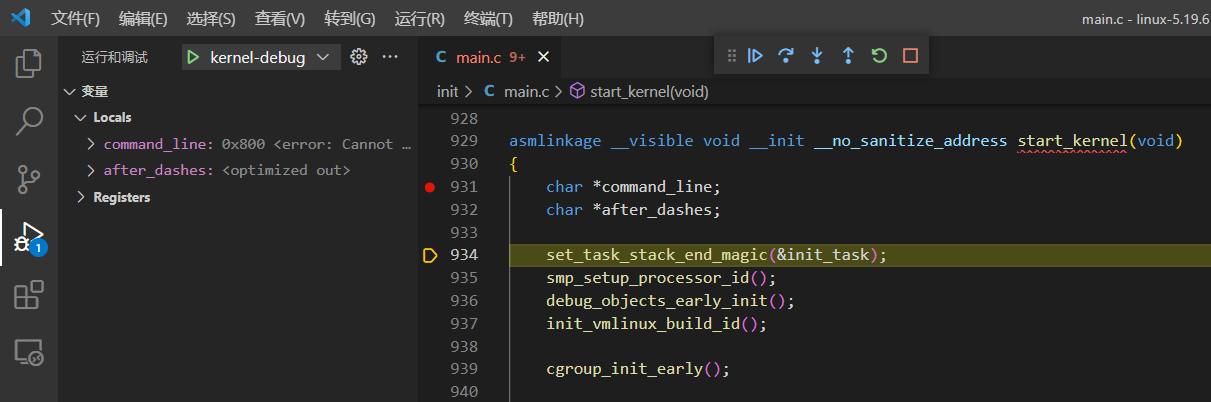 文件(F) 编辑(E) 选择(S) 查看(V) 转到(G) 运行(R) 终端(T) 帮助(H) main.c - linux-5.19.6
运行和调试 kernel-debug
变量
Locals
command_line: 0x800 <error: Cannot …
after_dashes: <optimized out>
Registers
1
C main.c 9+
init > C main.c > start_kernel(void)
928
929 asmlinkage __visible void __init __no_sanitize_address start_kernel(void)
930 {
931 char *command_line;
932 char *after_dashes;
933
934 set_task_stack_end_magic(&init_task);
935 smp_setup_processor_id();
936 debug_objects_early_init();
937 init_vmlinux_build_id();
938
939 cgroup_init_early();
940